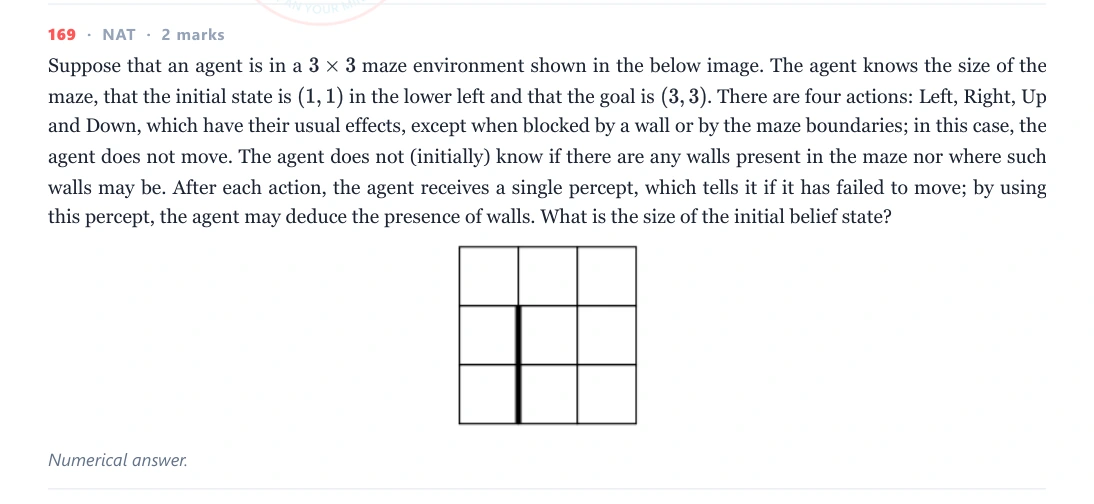 AN YOUR M
169 · NAT · 2 marks
Suppose that an agent is in a 3 × 3 maze environment shown in the below image. The agent knows the size of the
maze, that the initial state is (1, 1) in the lower left and that the goal is (3, 3). There are four actions: Left, Right, Up
and Down, which have their usual effects, except when blocked by a wall or by the maze boundaries; in this case, the
agent does not move. The agent does not (initially) know if there are any walls present in the maze nor where such
walls may be. After each action, the agent receives a single percept, which tells it if it has failed to move; by using
this percept, the agent may deduce the presence of walls. What is the size of the initial belief state?
Numerical answer.